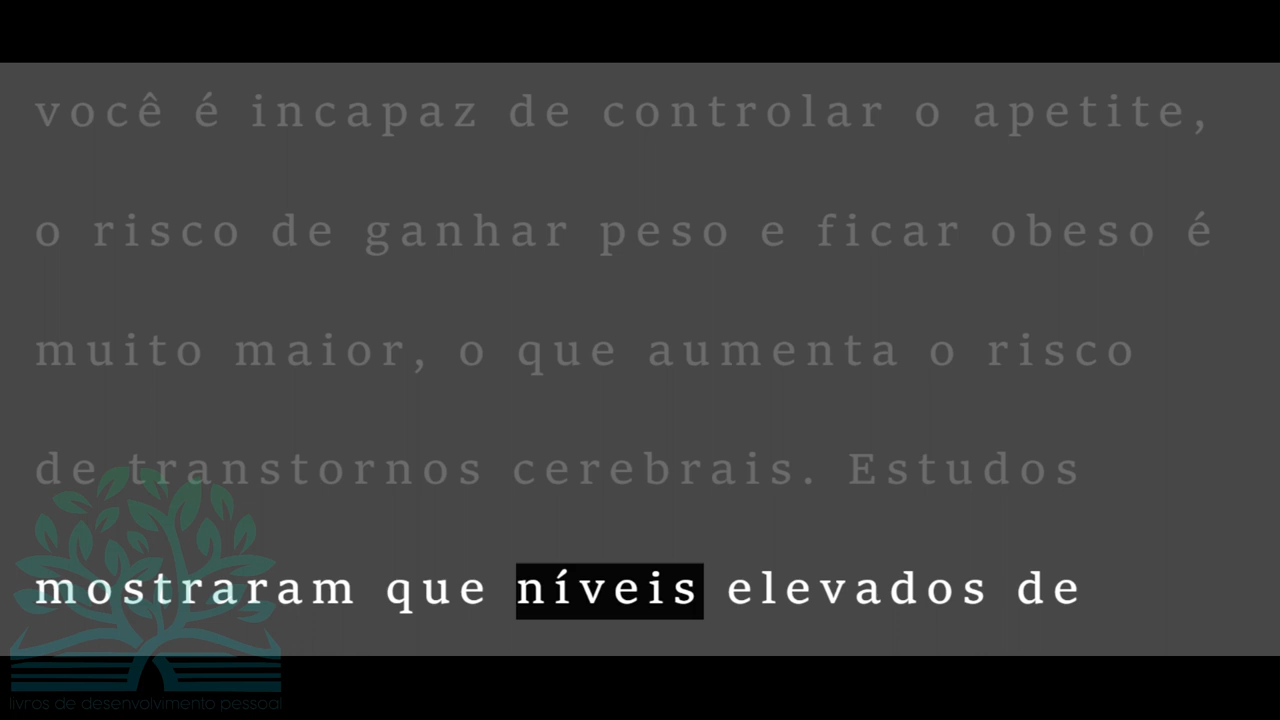 você é incapaz de controlar o apetite,
o risco de ganhar peso e ficar obeso é
muito maior, o que aumenta o risco
de transtornos cerebrais. Estudos
mostraram que níveis elevados de
livros de desenvolvimento pessoal